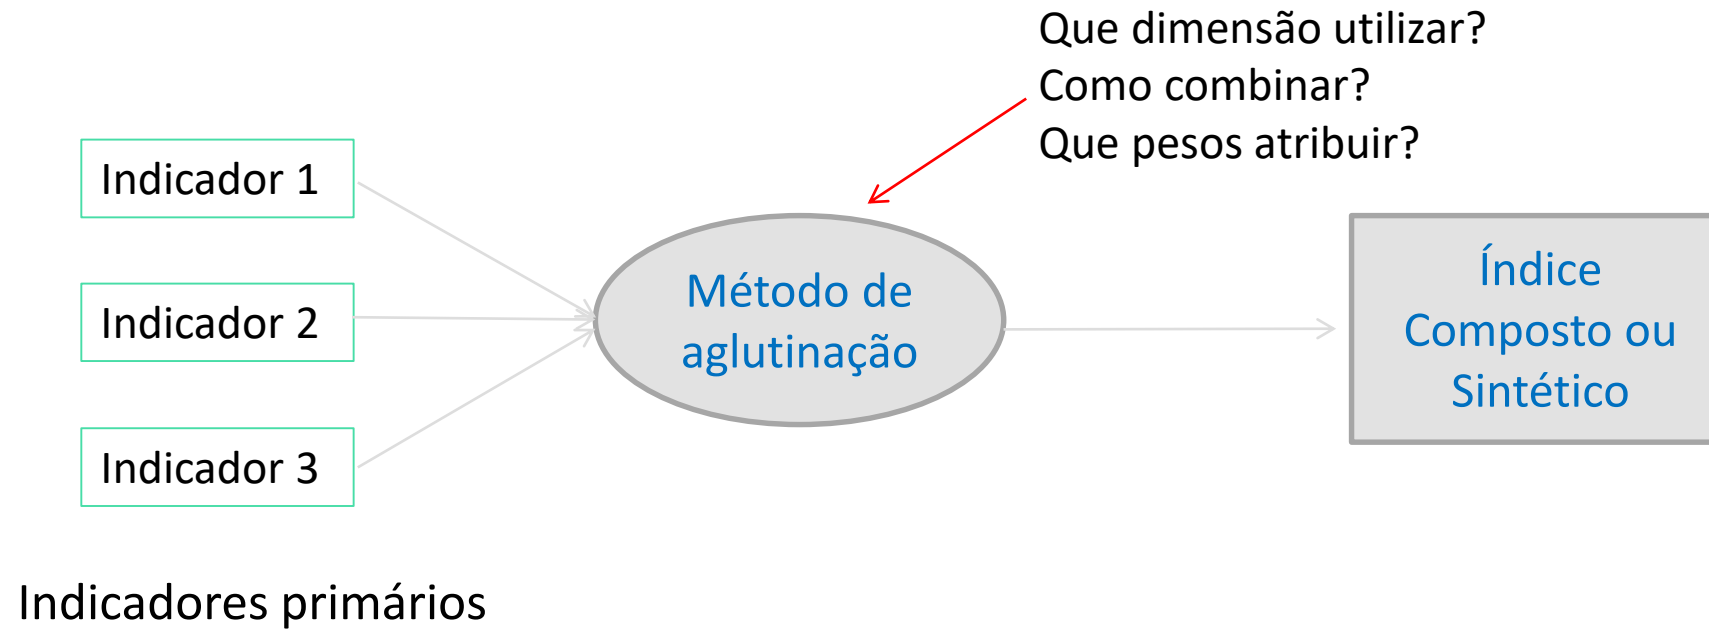 Que dimensão utilizar?
Como combinar?
Que pesos atribuir?
Indicador 1
Indicador 2
Indicador 3
Método de
aglutinação
Índice
Composto ou
Sintético
Indicadores primários